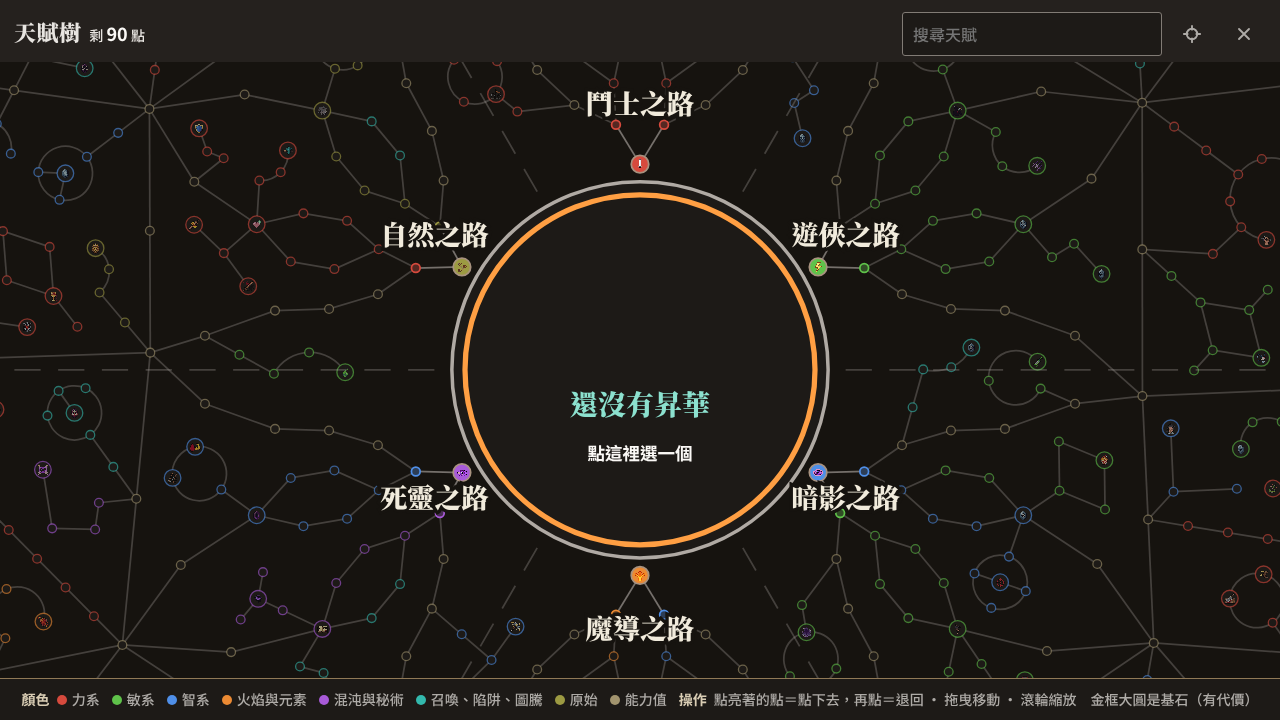 天賦樹 剩 90 點
搜尋天賦
鬥士之路
自然之路
遊俠之路
還沒有昇華
點這裡選一個
死靈之路
暗影之路
魔導之路
顏色 力系 敏系 智系 火焰與元素 混沌與秘術 召喚、陷阱、圖騰 原始 能力值 操作 點亮著的點＝點下去，再點＝退回 · 拖曳移動 · 滾輪縮放 金框大圓是基石（有代價）